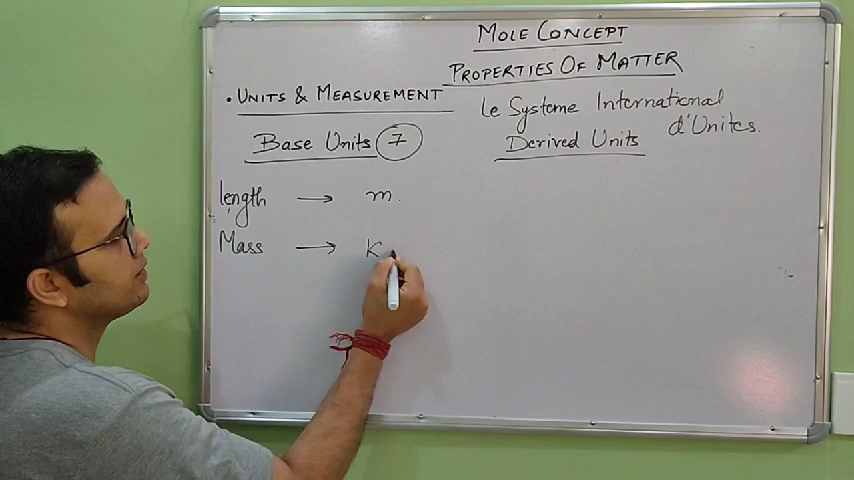 MOLE CONCEPT
PROPERTIES OF MATTER
• UNITS & MEASUREMENT
Le Systeme International
d'Unites.
Base Units 7
Derived Units
length → m.
Mass → K